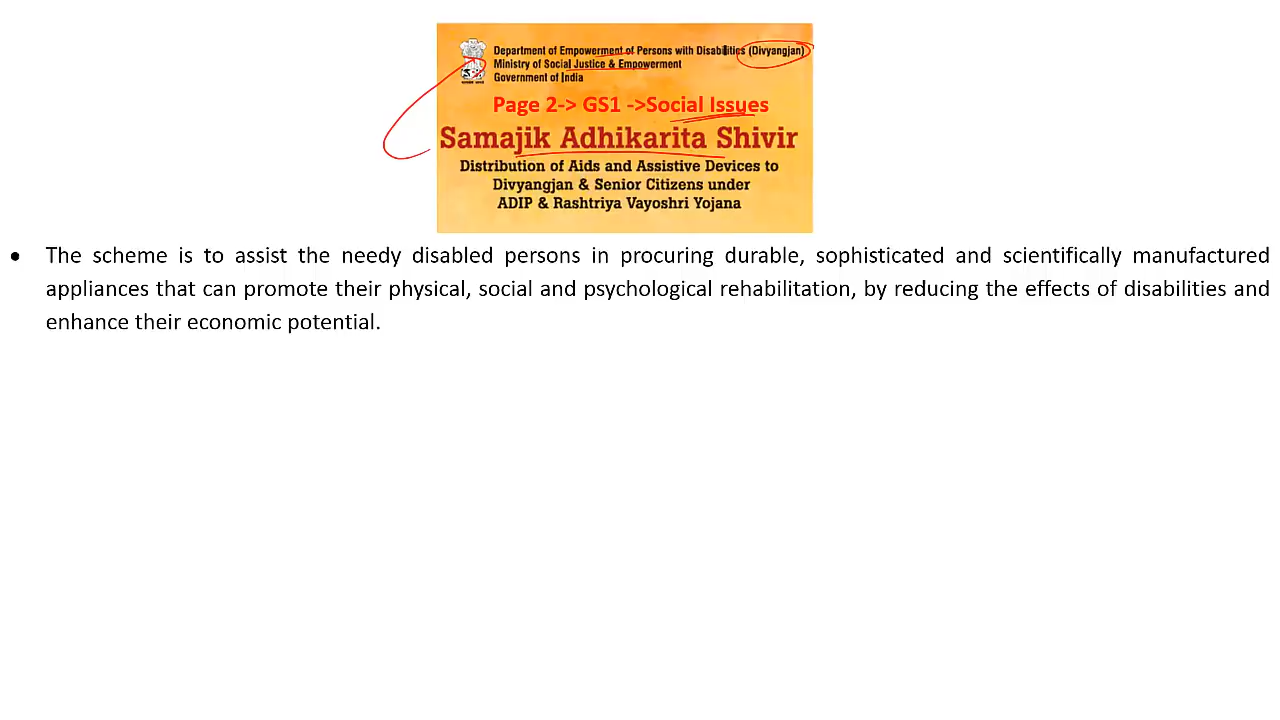 Department of Empowerment of Persons with Disabilities (Divyangjan)
Ministry of Social Justice & Empowerment
Government of India
Page 2-> GS1 ->Social Issues
Samajik Adhikarita Shivir
Distribution of Aids and Assistive Devices to
Divyangjan & Senior Citizens under
ADIP & Rashtriya Vayoshri Yojana
• The scheme is to assist the needy disabled persons in procuring durable, sophisticated and scientifically manufactured
appliances that can promote their physical, social and psychological rehabilitation, by reducing the effects of disabilities and
enhance their economic potential.